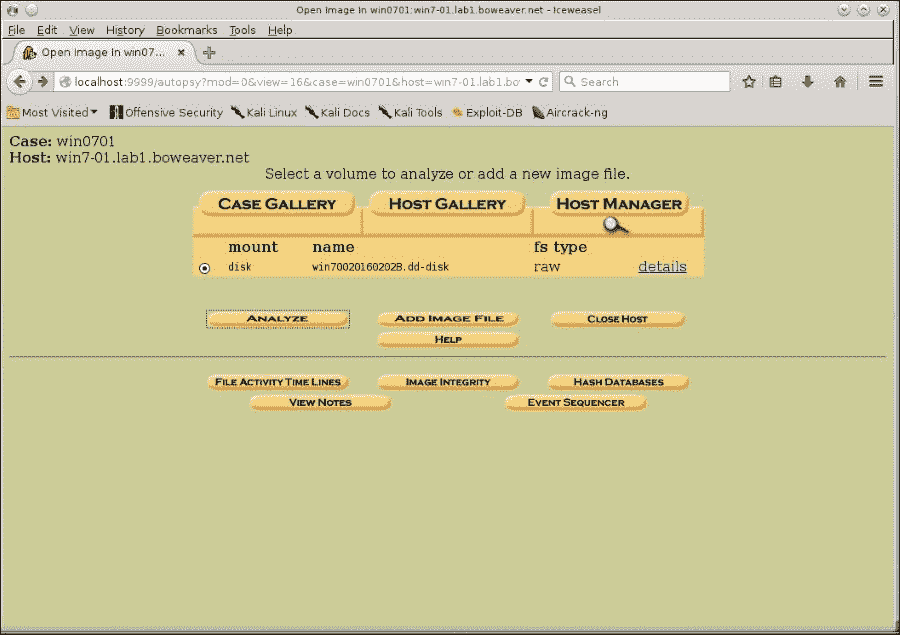 Open Image In win0701:win7-01.lab1.boweaver.net - Iceweasel
File Edit View History Bookmarks Tools Help
Open Image In win07...
localhost:9999/autopsy?mod=0&view=16&case=win0701&host=win7-01.lab1.bo
Search
Most Visited Offensive Security Kali Linux Kali Docs Kali Tools Exploit-DB Aircrack-ng
Case: win0701
Host: win7-01.lab1.boweaver.net
Select a volume to analyze or add a new image file.
CASE GALLERY HOST GALLERY HOST MANAGER
mount name fs type
disk win70020160202B.dd-disk raw details
ANALYZE ADD IMAGE FILE CLOSE HOST
HELP
FILE ACTIVITY TIME LINES IMAGE INTEGRITY HASH DATABASES
VIEW NOTES EVENT SEQUENCER